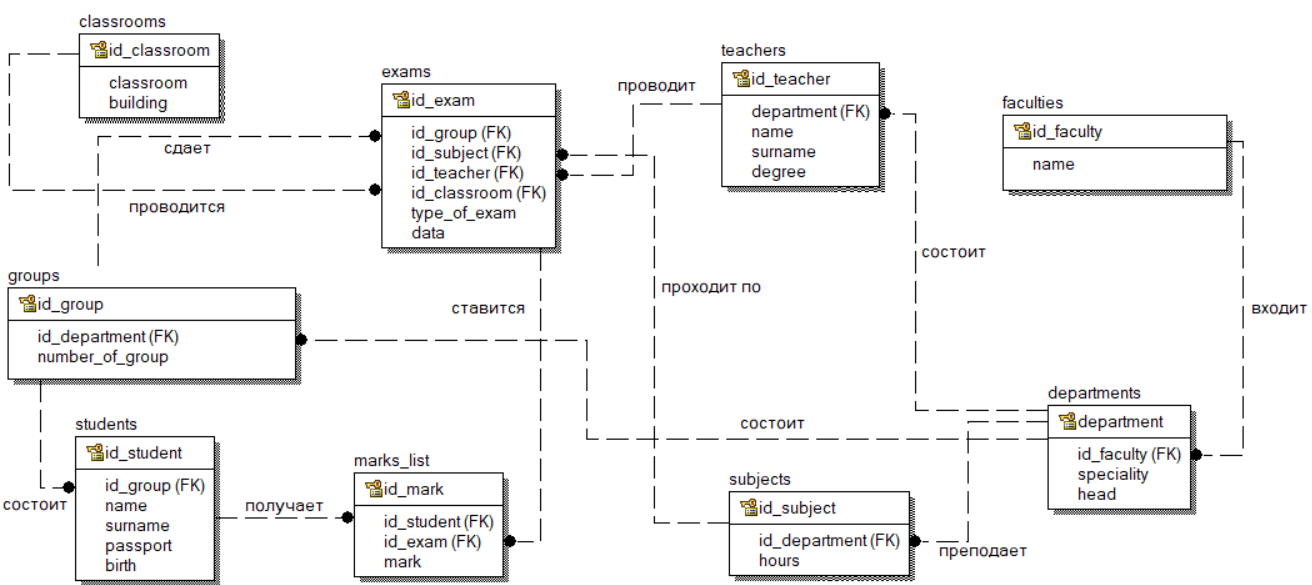 classrooms
id_classroom
classroom
building
exams
id_exam
id_group (FK)
id_subject (FK)
id_teacher (FK)
id_classroom (FK)
type_of_exam
data
teachers
id_teacher
department (FK)
name
surname
degree
faculties
id_faculty
name
проводит
сдает
проводится
состоит
проходит по
входит
ставится
groups
id_group
id_department (FK)
number_of_group
students
id_student
id_group (FK)
name
surname
passport
birth
состоит
получает
marks_list
id_mark
id_student (FK)
id_exam (FK)
mark
состоит
subjects
id_subject
id_department (FK)
hours
преподает
departments
department
id_faculty (FK)
speciality
head